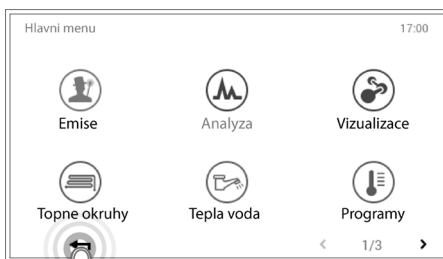 Hlavni menu 17:00
Emise Analyza Vizualizace
Topne okruhy Tepla voda Programy
< 1/3 >